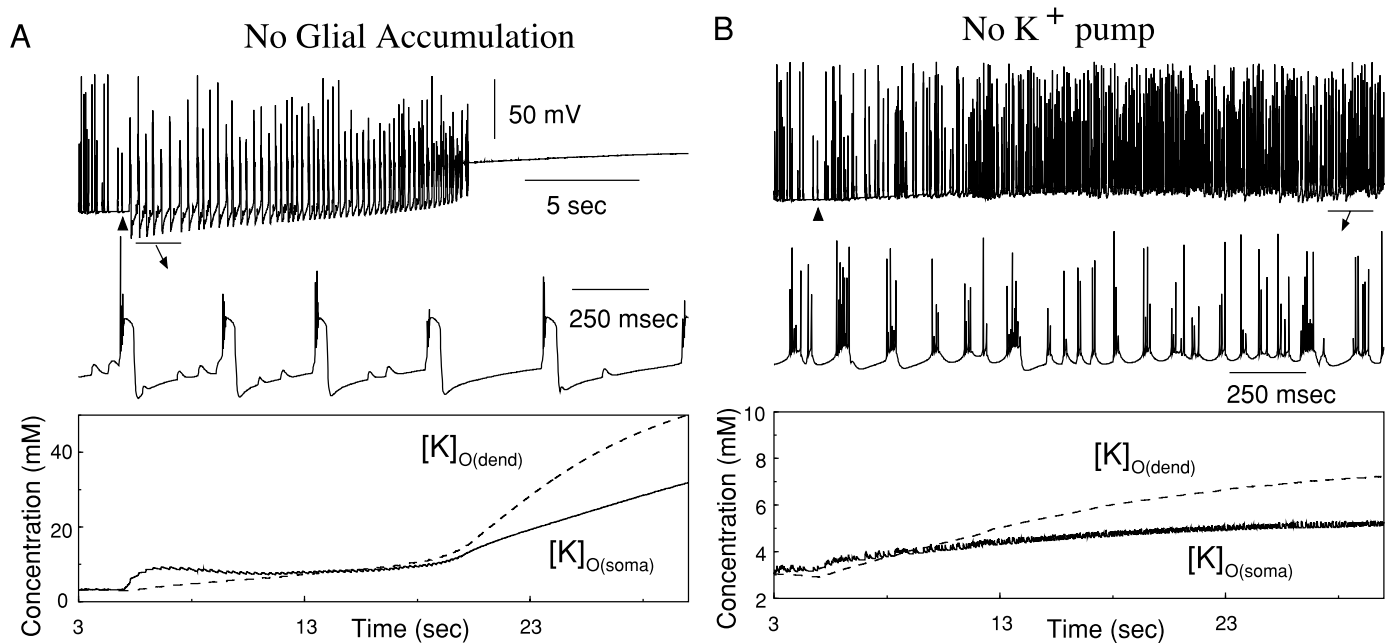 A
No Glial Accumulation
50 mV
5 sec
250 msec
Concentration (mM)
40
20
0
[K]O(dend)
[K]O(soma)
3
13
Time (sec)
23
B
No K + pump
250 msec
Concentration (mM)
10
8
6
4
2
[K]O(dend)
[K]O(soma)
3
13
Time (sec)
23